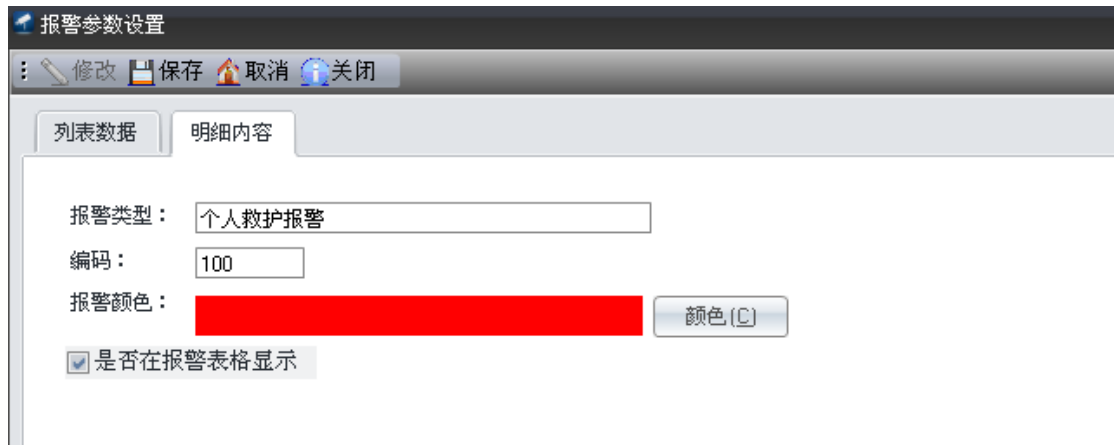 报警参数设置
修改 保存 取消 关闭
列表数据 明细内容
报警类型： 个人救护报警
编码： 100
报警颜色： 颜色(C)
是否在报警表格显示